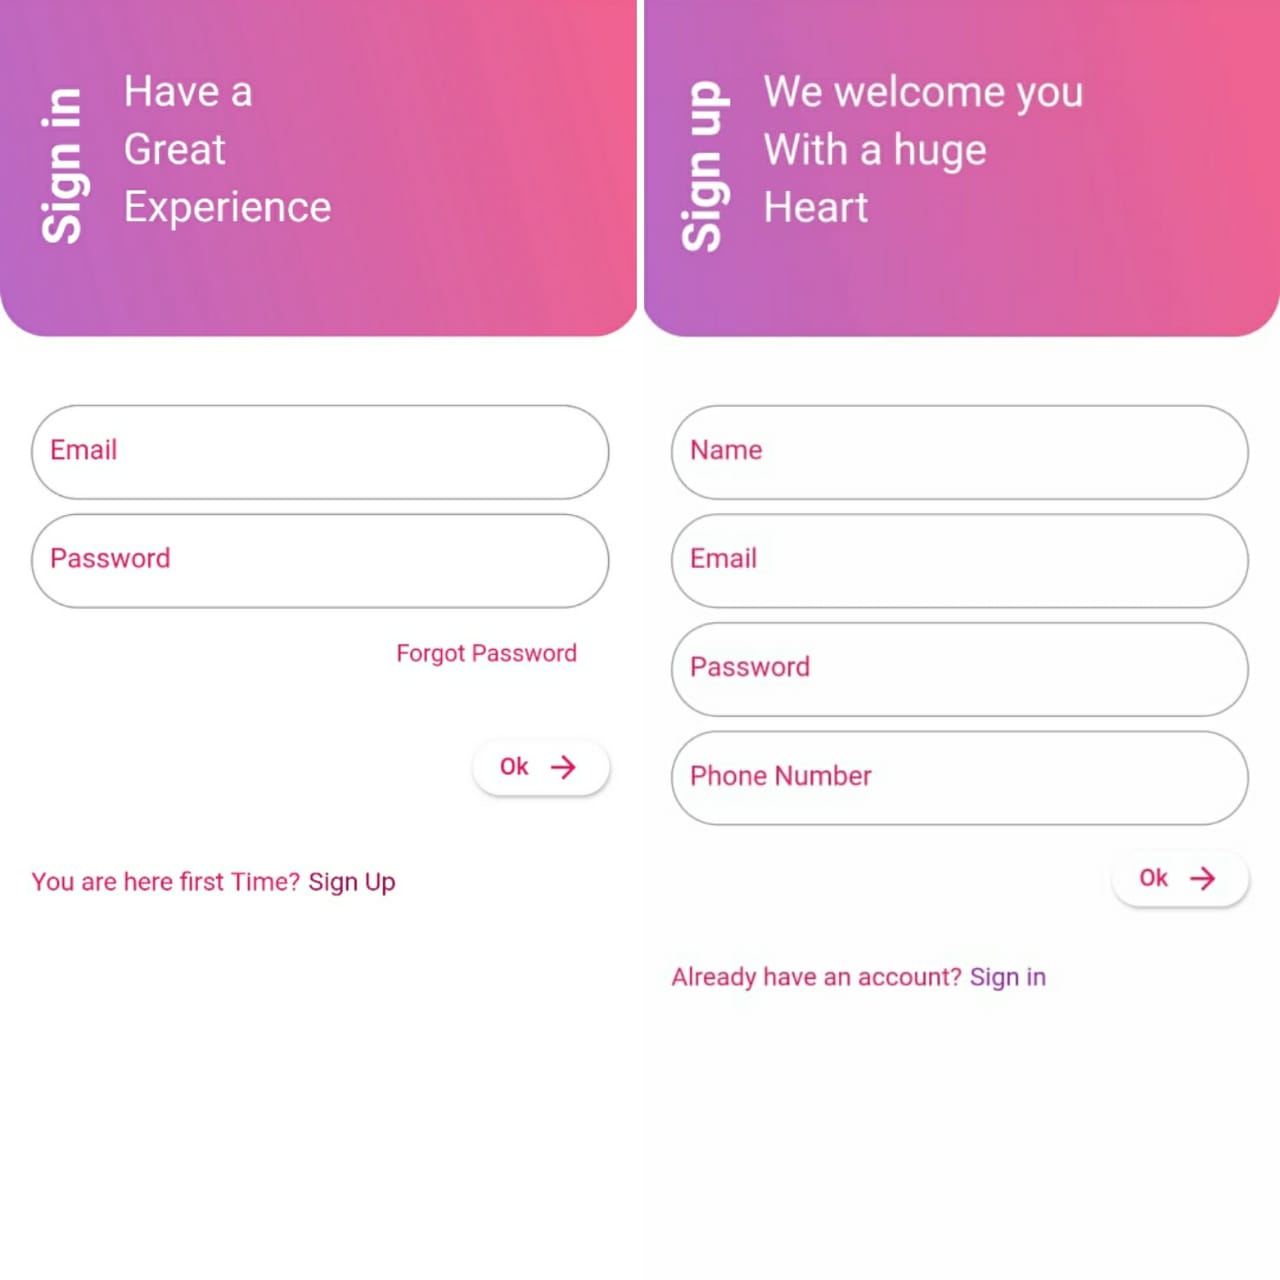 Sign in
Have a
Great
Experience
Email
Password
Forgot Password
Ok
You are here first Time? Sign Up
Sign up
We welcome you
With a huge
Heart
Name
Email
Password
Phone Number
Ok
Already have an account? Sign in